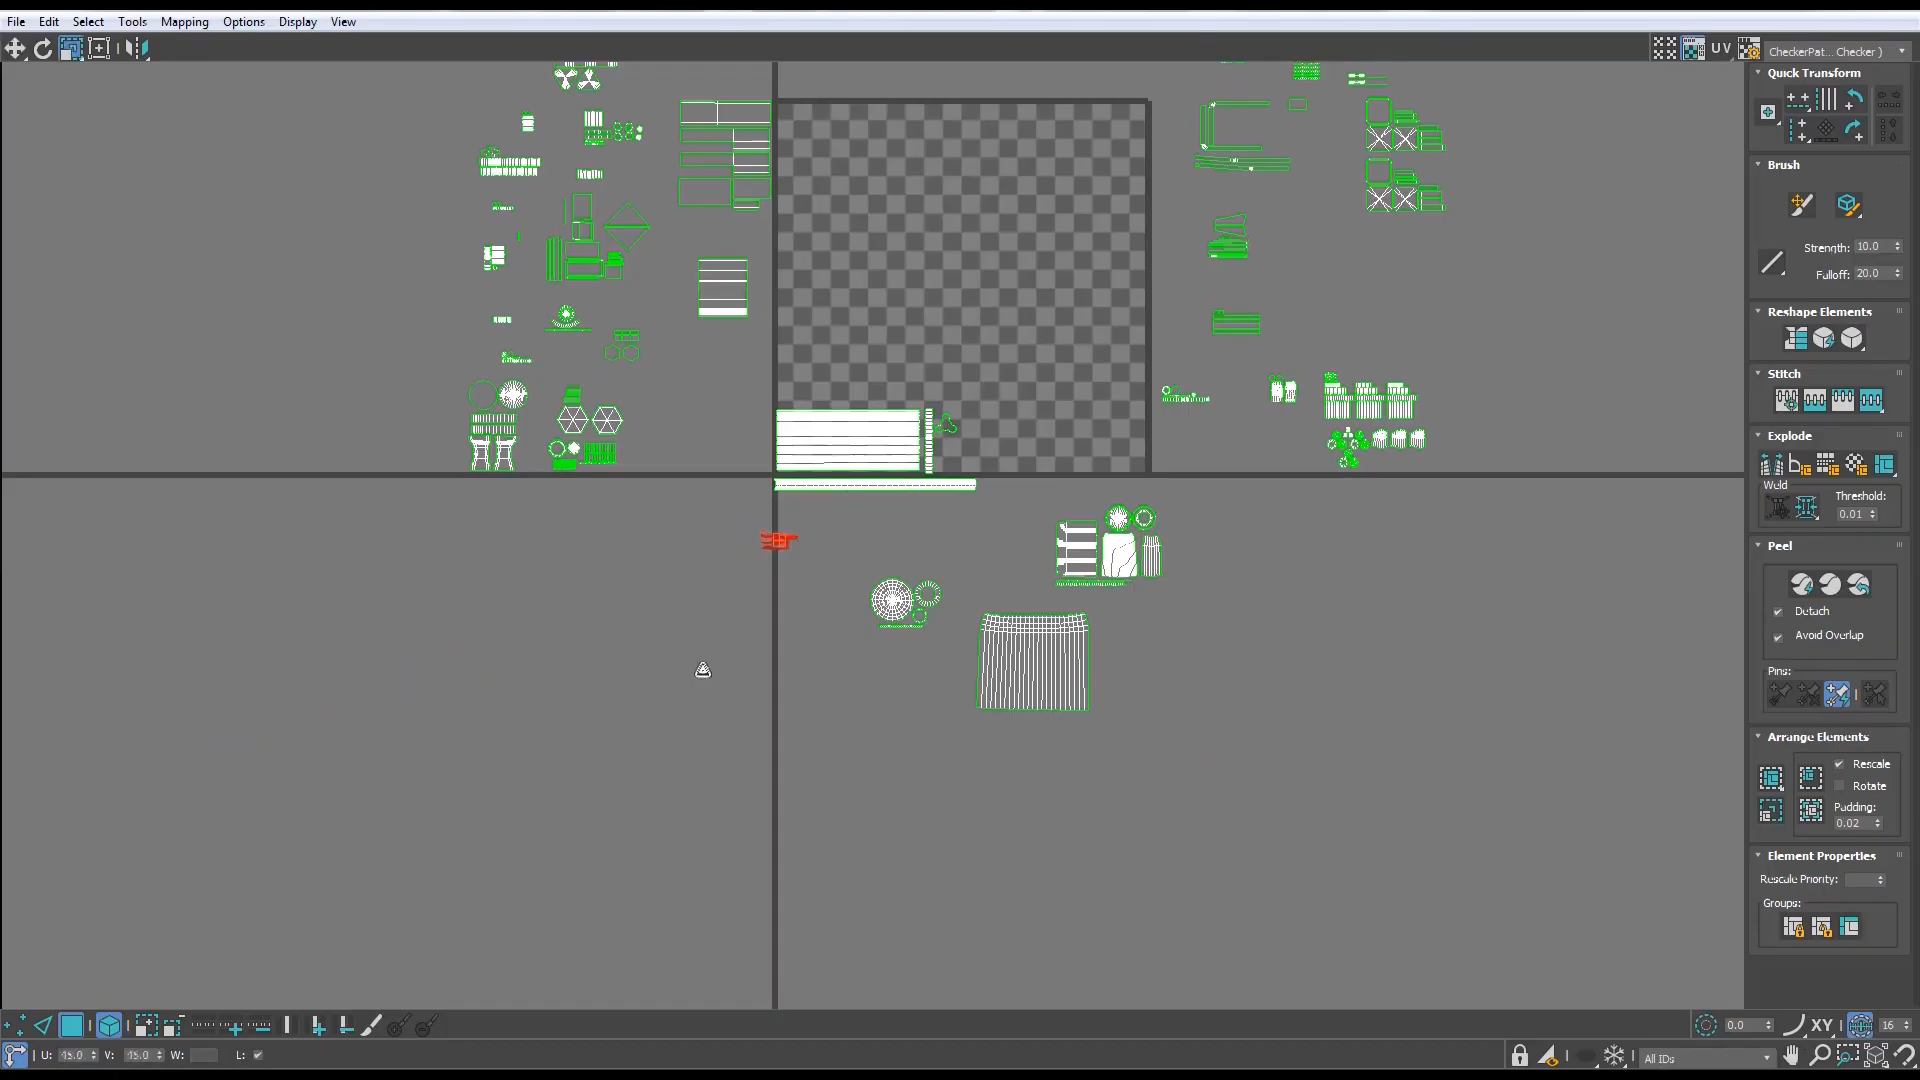 File Edit Select Tools Mapping Options Display View
UV CheckerPat... Checker )
Quick Transform
Brush
Strength: 10.0
Falloff: 20.0
Reshape Elements
Stitch
Explode
Weld
Threshold:
0.01
Peel
Detach
Avoid Overlap
Pins:
Arrange Elements
Rescale
Rotate
Padding:
0.02
Element Properties
Rescale Priority:
Groups:
0.0 XY 16
U: 45.0 V: 45.0 W: L:
All IDs